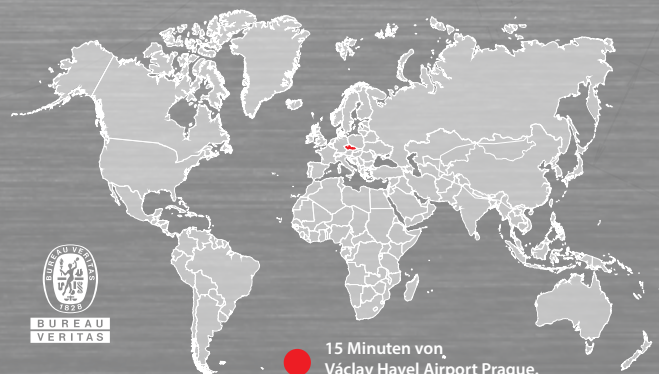 BUREAU VERITAS
1828
BUREAU
VERITAS
15 Minuten von
Václav Havel Airport Prague.